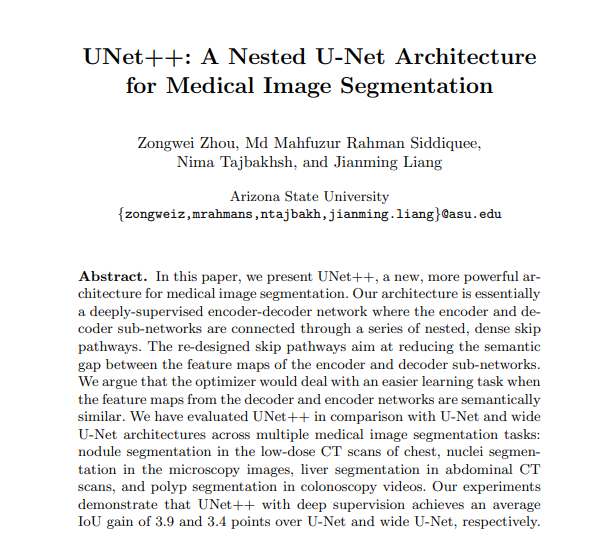 UNet++: A Nested U-Net Architecture
for Medical Image Segmentation
Zongwei Zhou, Md Mahfuzur Rahman Siddiquee,
Nima Tajbakhsh, and Jianming Liang
Arizona State University
{zongweiz,mrahmans,ntajbakh,jianming.liang}@asu.edu
Abstract. In this paper, we present UNet++, a new, more powerful ar-
chitecture for medical image segmentation. Our architecture is essentially
a deeply-supervised encoder-decoder network where the encoder and de-
coder sub-networks are connected through a series of nested, dense skip
pathways. The re-designed skip pathways aim at reducing the semantic
gap between the feature maps of the encoder and decoder sub-networks.
We argue that the optimizer would deal with an easier learning task when
the feature maps from the decoder and encoder networks are semantically
similar. We have evaluated UNet++ in comparison with U-Net and wide
U-Net architectures across multiple medical image segmentation tasks:
nodule segmentation in the low-dose CT scans of chest, nuclei segmen-
tation in the microscopy images, liver segmentation in abdominal CT
scans, and polyp segmentation in colonoscopy videos. Our experiments
demonstrate that UNet++ with deep supervision achieves an average
IoU gain of 3.9 and 3.4 points over U-Net and wide U-Net, respectively.